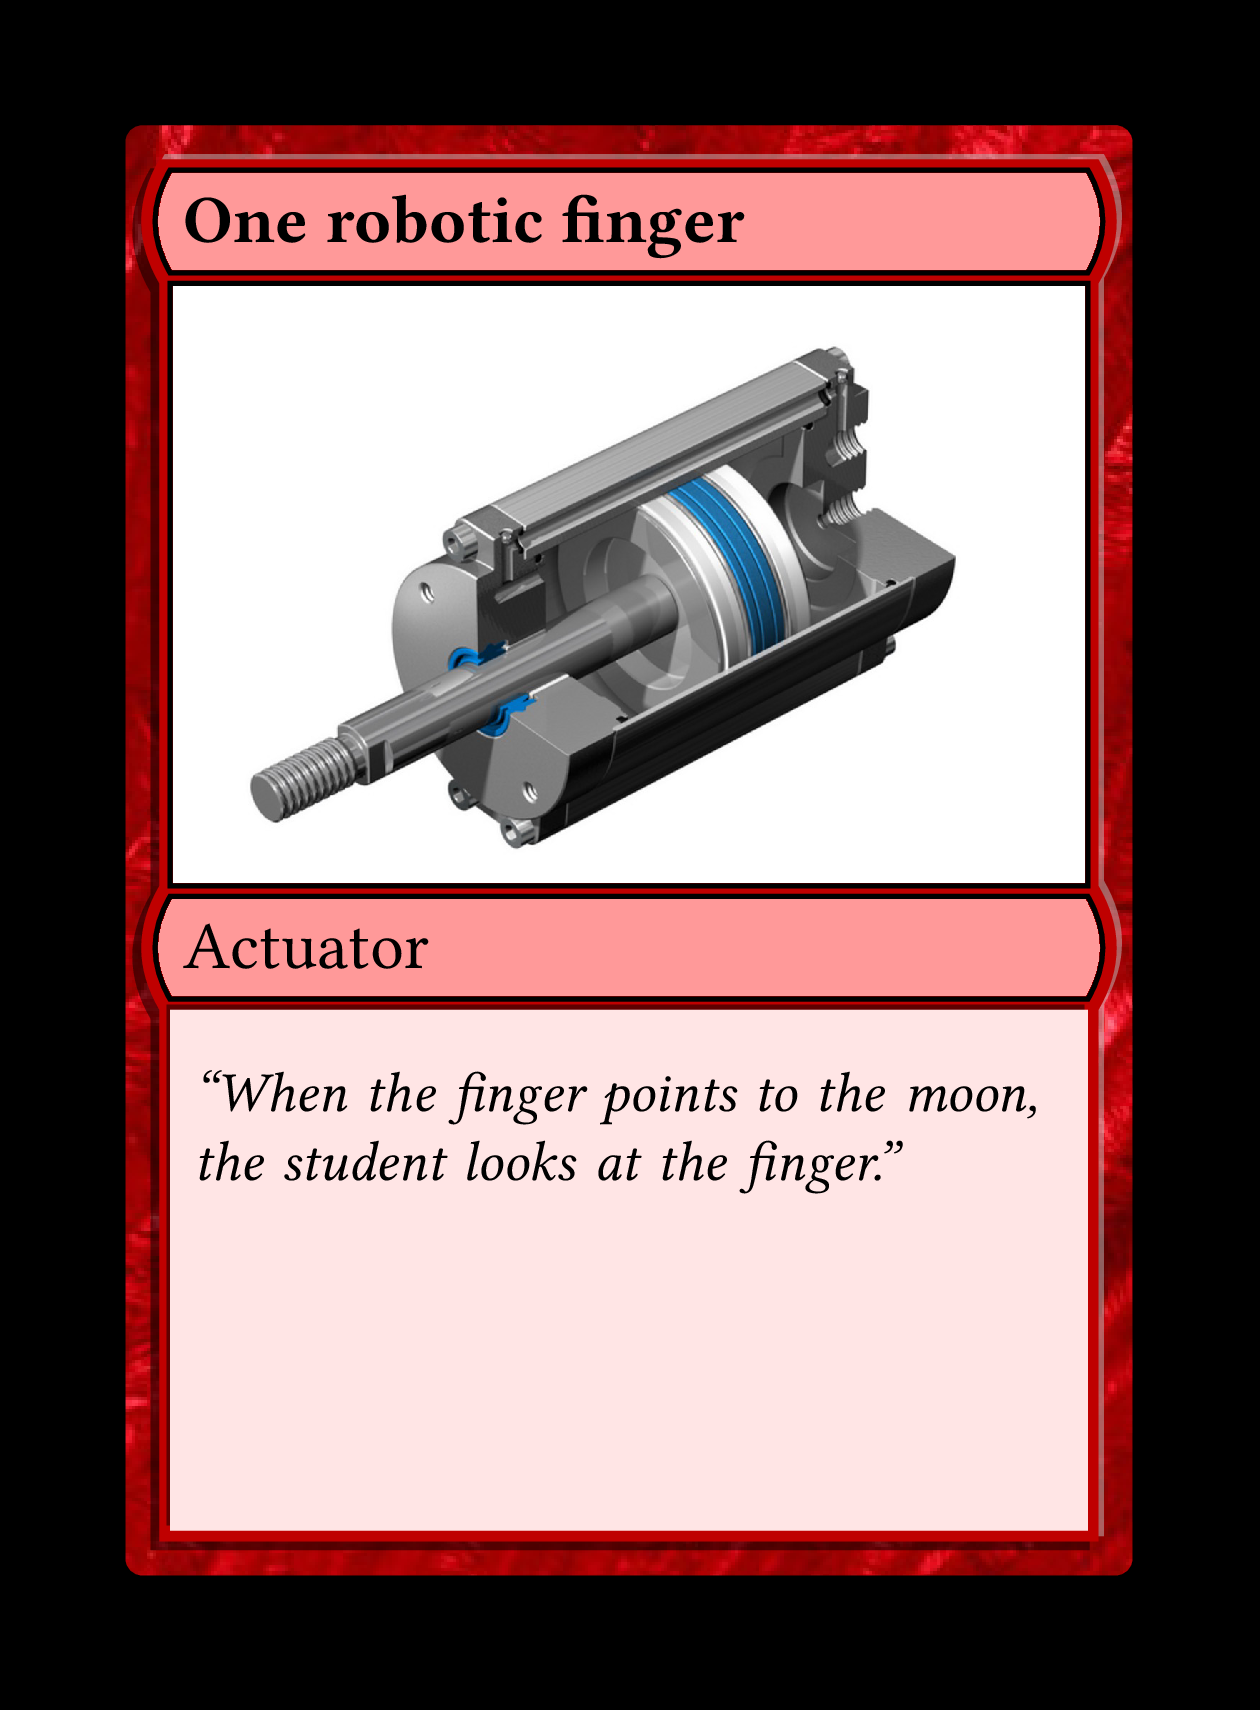 One robotic finger
Actuator
“When the finger points to the moon,
the student looks at the finger.”